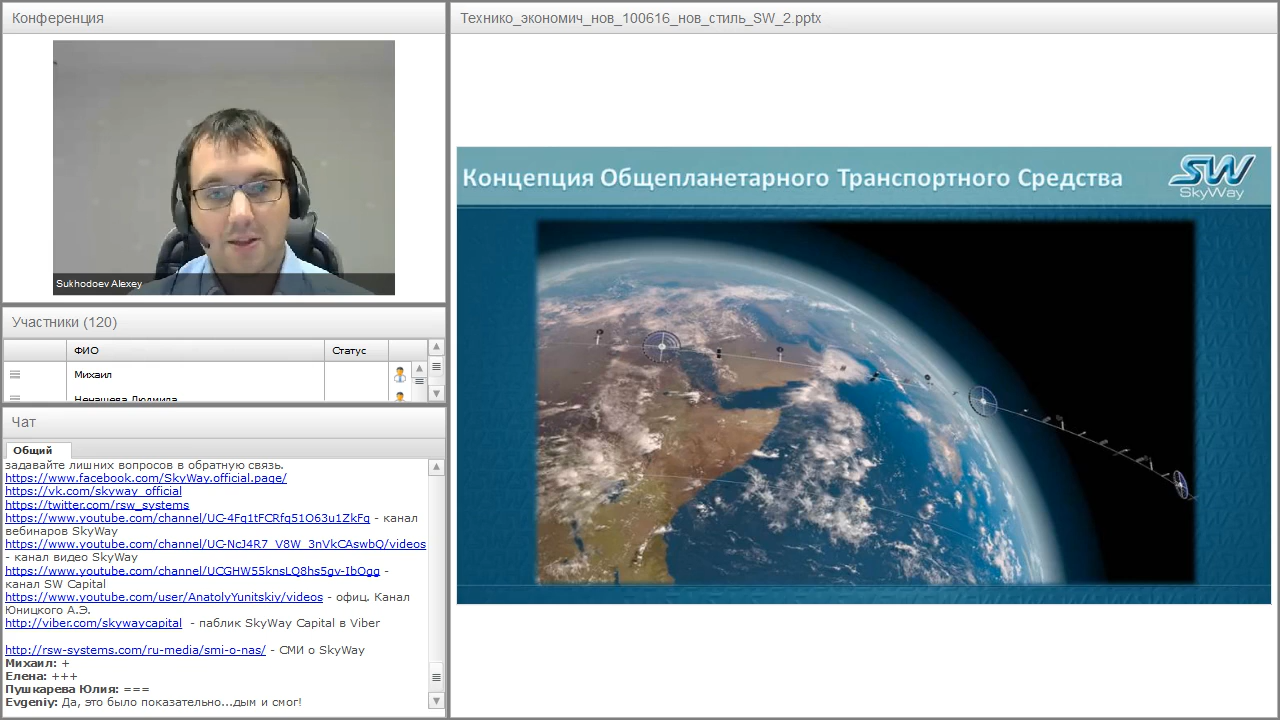 Конференция
Sukhodoev Alexey
Участники (120)
ФИО
Статус
Михаил
Ненашева Людмила
Чат
Общий
задавайте лишних вопросов в обратную связь.
https://www.facebook.com/SkyWay.official.page/
https://vk.com/skyway_official
https://twitter.com/rsw_systems
https://www.youtube.com/channel/UC-4Fq1tFCRfq51O63u1ZkFg - канал
вебинаров SkyWay
https://www.youtube.com/channel/UC-NcJ4R7_V8W_3nVkCAswbQ/videos
- канал видео SkyWay
https://www.youtube.com/channel/UCGHW55knsLQ8hs5gv-IbOgg -
канал SW Capital
https://www.youtube.com/user/AnatolyYunitskiy/videos - офиц. Канал
Юницкого А.Э.
http://viber.com/skywaycapital - паблик SkyWay Capital в Viber
http://rsw-systems.com/ru-media/smi-o-nas/ - СМИ о SkyWay
Михаил: +
Елена: +++
Пушкарева Юлия: ===
Evgeniy: Да, это было показательно...дым и смог!
Технико_экономич_нов_100616_нов_стиль_SW_2.pptx
Концепция Общепланетарного Транспортного Средства
SW
SkyWay